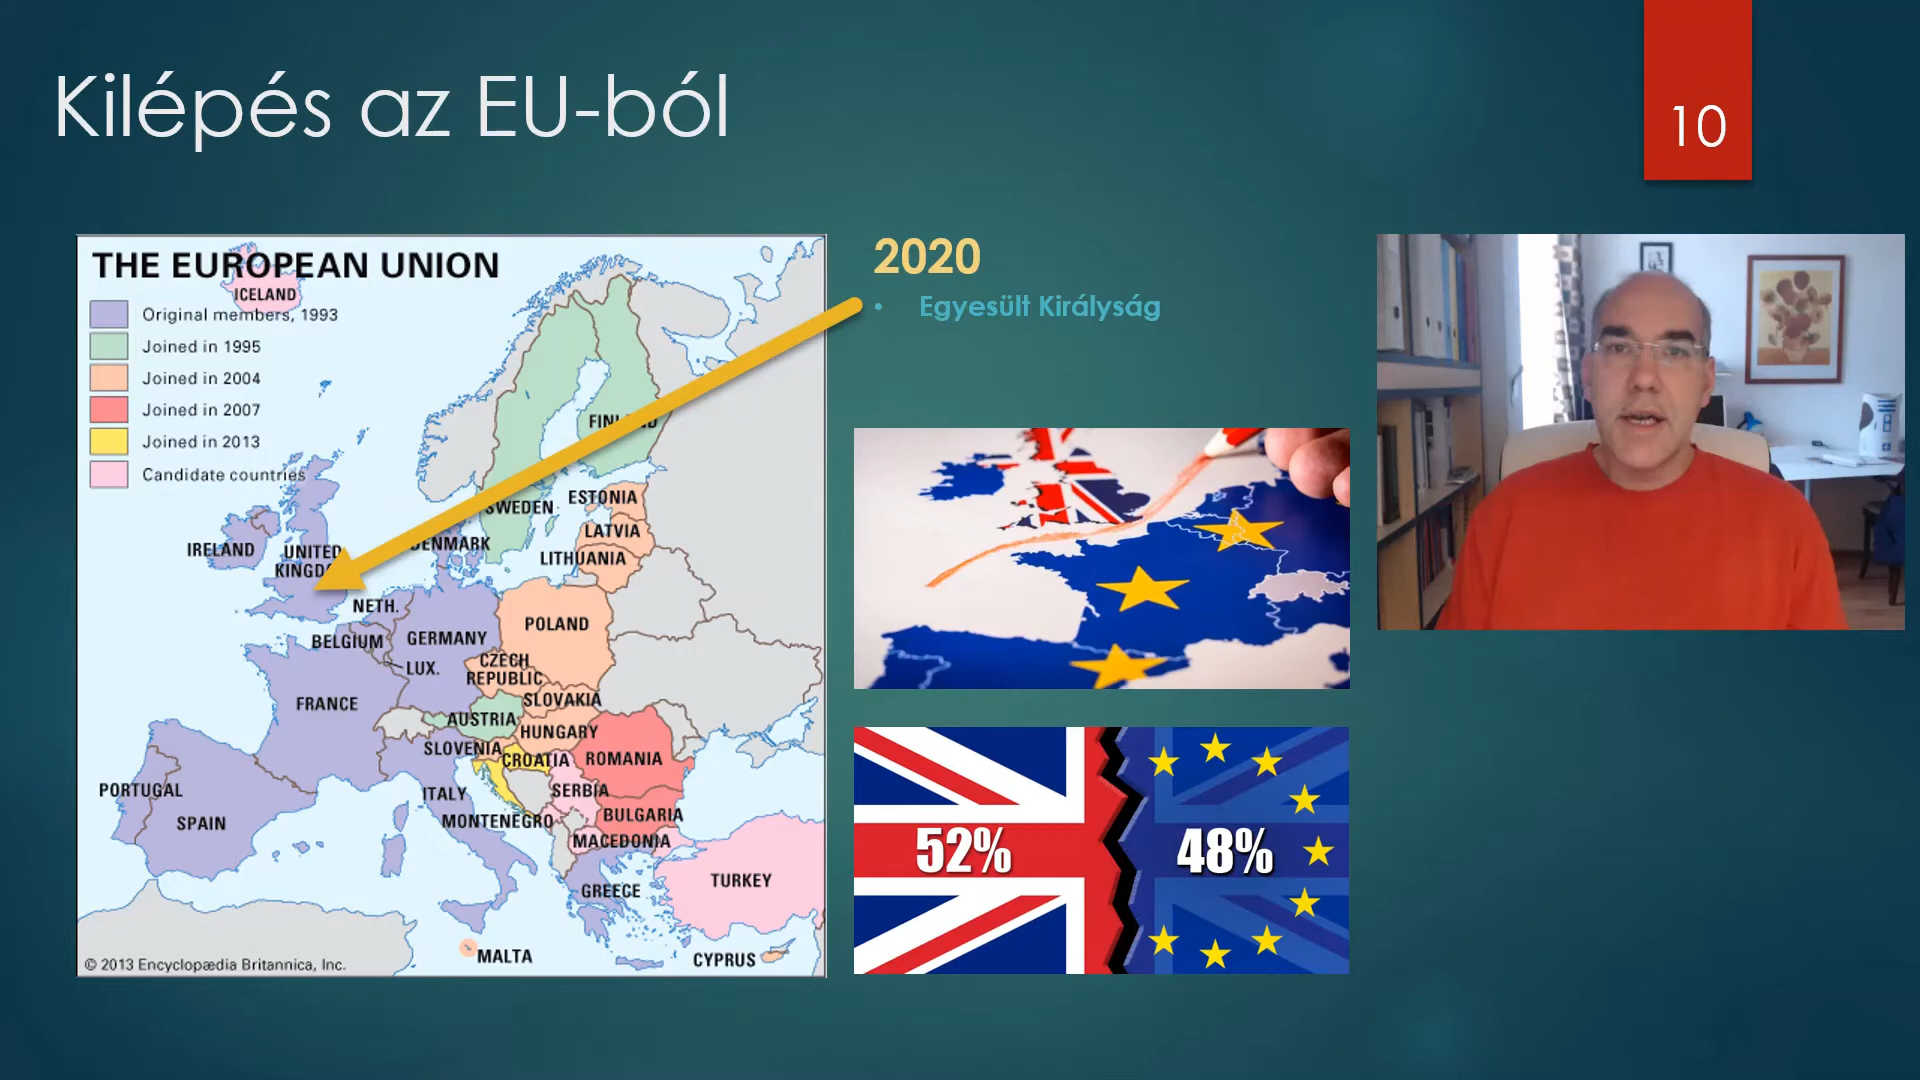 Kilépés az EU-ból
10
THE EUROPEAN UNION
ICELAND
Original members, 1993
Joined in 1995
Joined in 2004
Joined in 2007
Joined in 2013
Candidate countries
SWEDEN
ESTONIA
LATVIA
LITHUANIA
DENMARK
IRELAND
UNITED
NETH.
BELGIUM
GERMANY
POLAND
LUX.
CZECH
REPUBLIC
SLOVAKIA
FRANCE
AUSTRIA
HUNGARY
SLOVENIA
CROATIA
ROMANIA
PORTUGAL
SPAIN
ITALY
SERBIA
MONTENEGRO
BULGARIA
MACEDONIA
GREECE
TURKEY
MALTA
CYPRUS
© 2013 Encyclopædia Britannica, Inc.
2020
• Egyesült Királyság
52%
48%